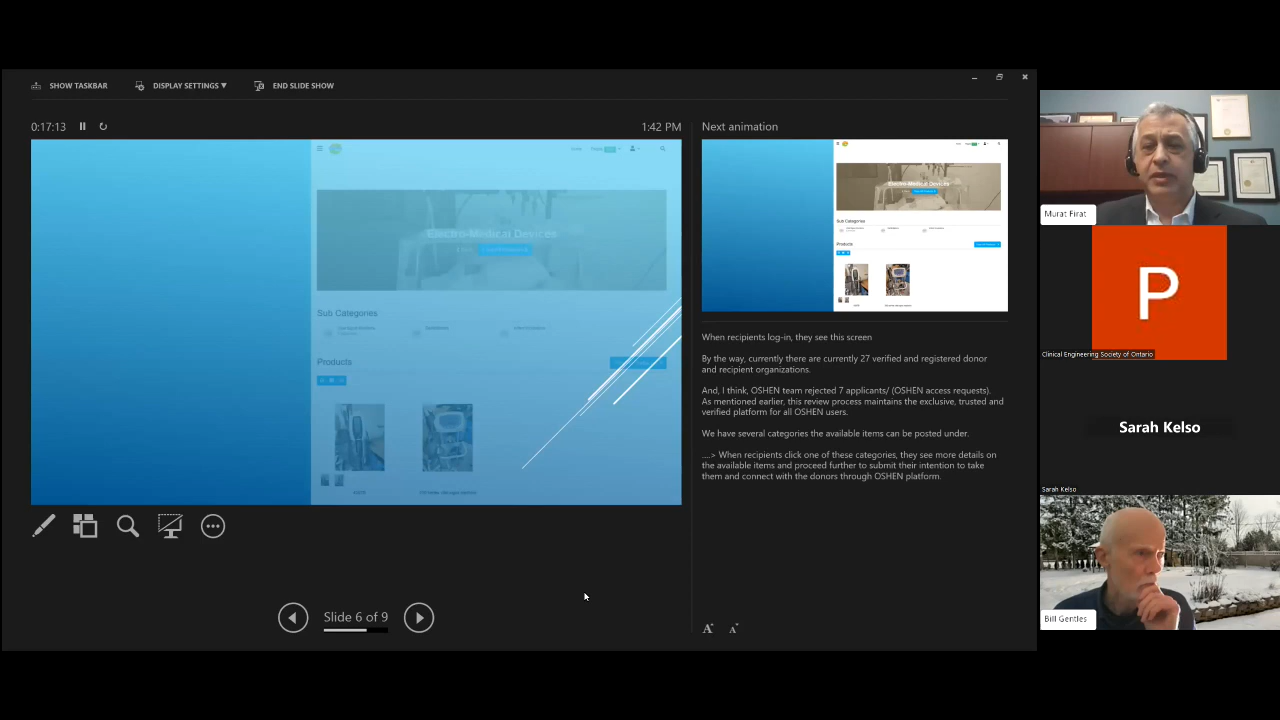 SHOW TASKBAR
DISPLAY SETTINGS ▼
END SLIDE SHOW
0:17:13
1:42 PM
Electro-Medical Devices
Sub Categories
Products
Slide 6 of 9
Next animation
Electro-Medical Devices
Sub Categories
Products
When recipients log-in, they see this screen
By the way, currently there are currently 27 verified and registered donor
and recipient organizations.
And, I think, OSHEN team rejected 7 applicants/ (OSHEN access requests).
As mentioned earlier, this review process maintains the exclusive, trusted and
verified platform for all OSHEN users.
We have several categories the available items can be posted under.
....> When recipients click one of these categories, they see more details on
the available items and proceed further to submit their intention to take
them and connect with the donors through OSHEN platform.
A
A
Murat Firat
P
Clinical Engineering Society of Ontario
Sarah Kelso
Sarah Kelso
Bill Gentles